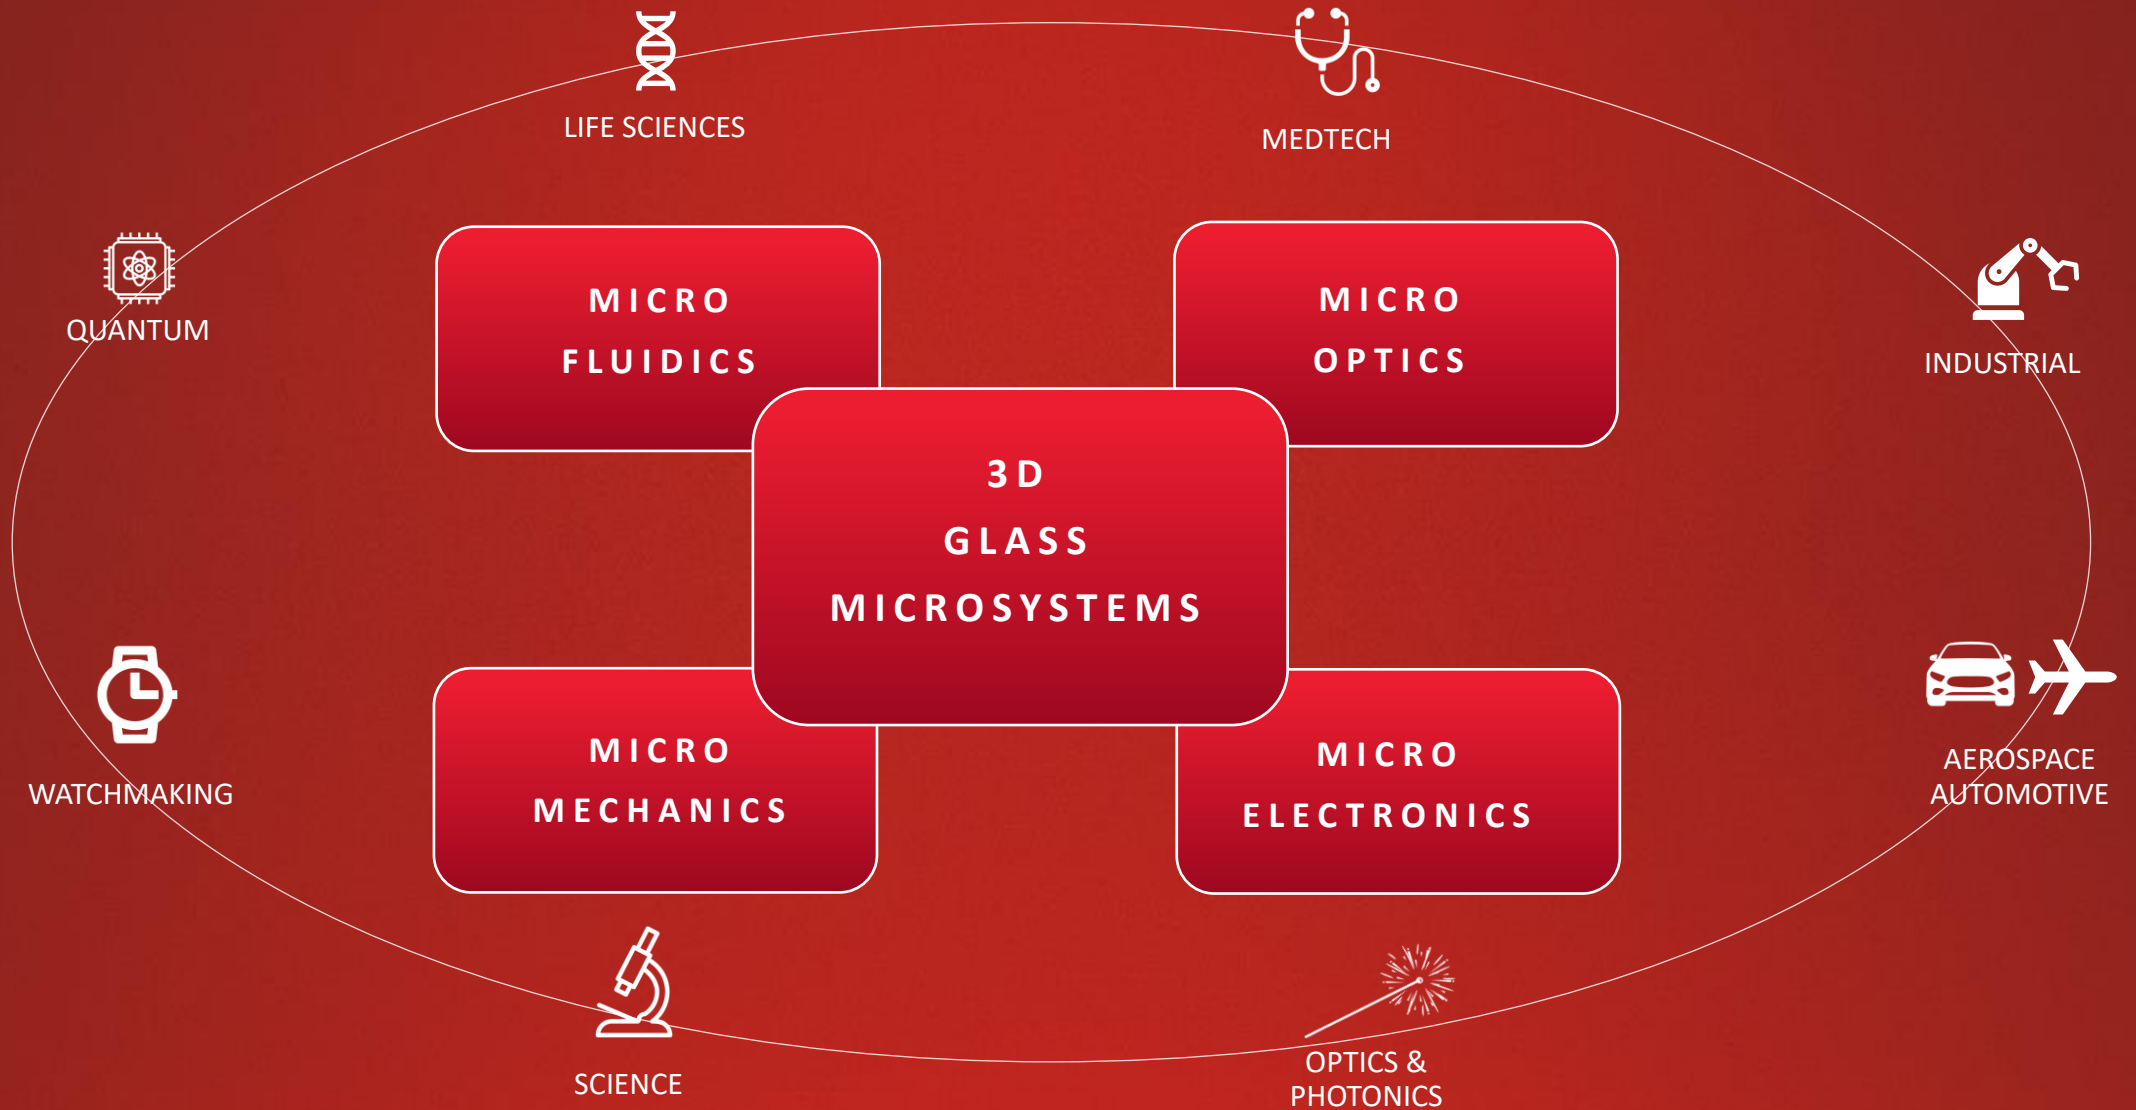 LIFE SCIENCES
MEDTECH
QUANTUM
INDUSTRIAL
MICRO
FLUIDICS
MICRO
OPTICS
3D
GLASS
MICROSYSTEMS
MICRO
MECHANICS
MICRO
ELECTRONICS
WATCHMAKING
AEROSPACE
AUTOMOTIVE
SCIENCE
OPTICS &
PHOTONICS